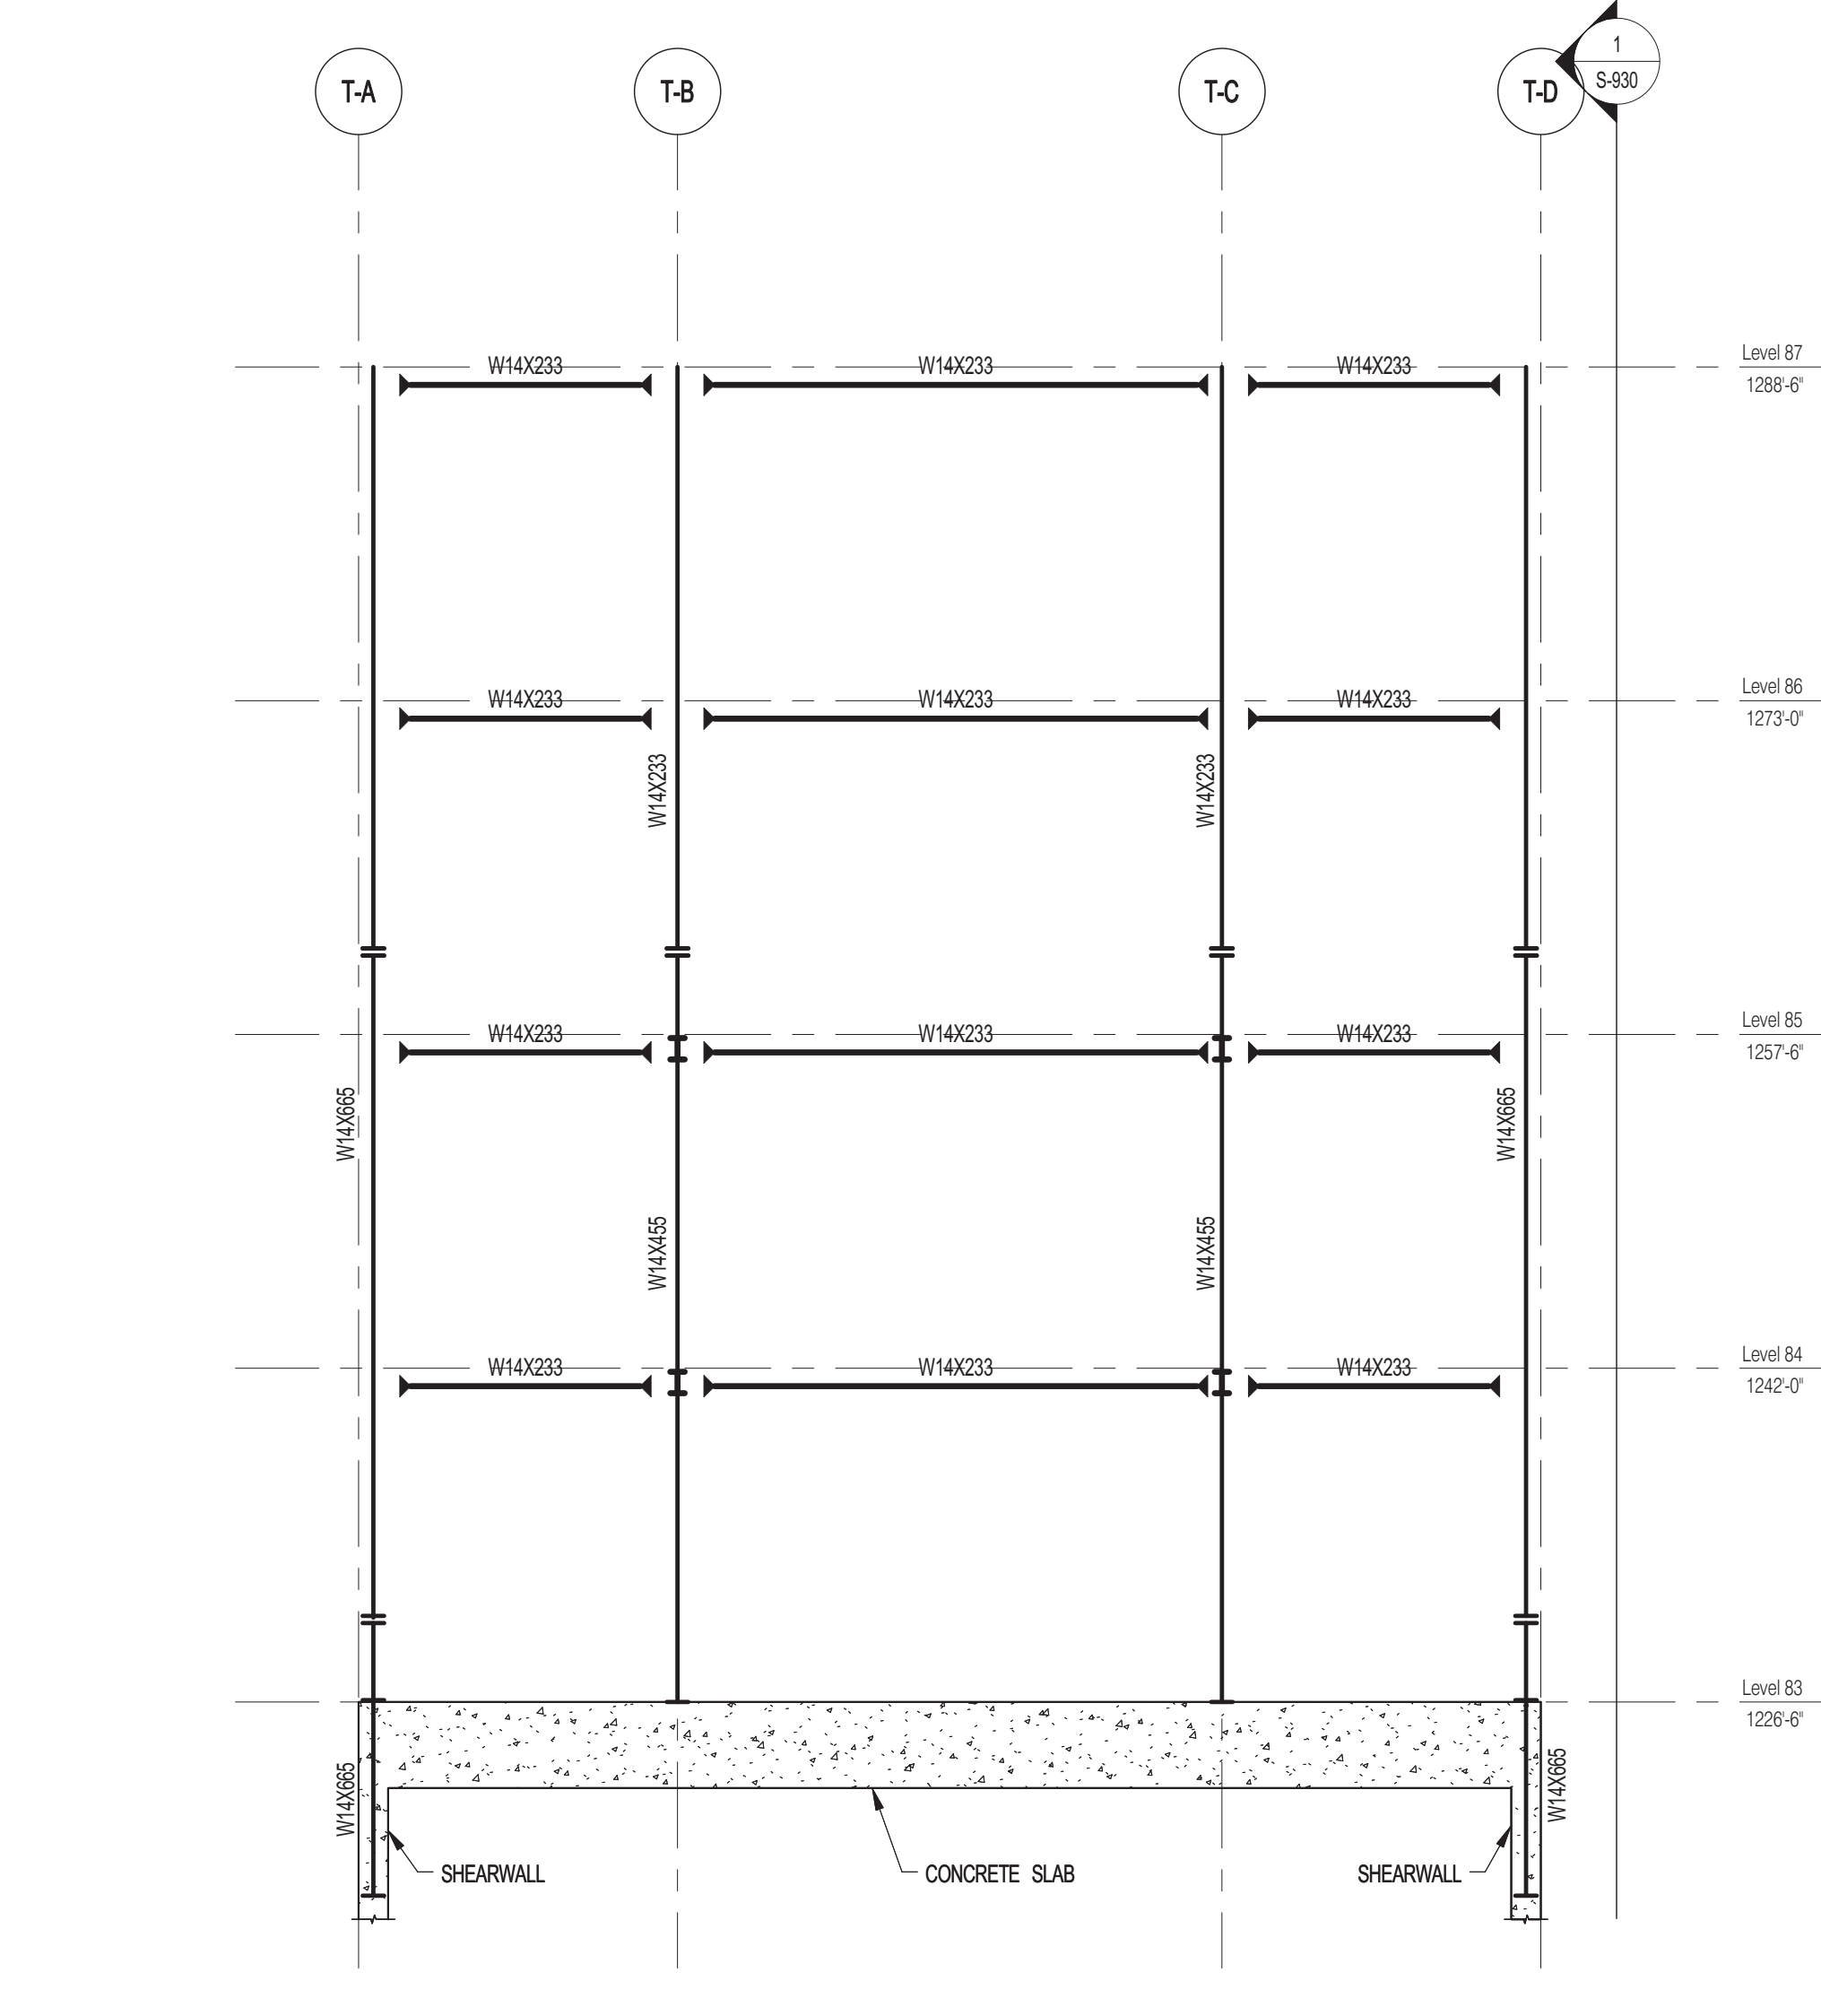 T-A
T-B
T-C
T-D
1
S-930
W14X233
W14X233
W14X233
Level 87
1288'-6"
W14X233
W14X233
W14X233
Level 86
1273'-0"
W14X233
W14X233
W14X233
W14X233
W14X233
Level 85
1257'-6"
W14X665
W14X665
W14X455
W14X455
W14X233
W14X233
W14X233
Level 84
1242'-0"
Level 83
1226'-6"
W14X665
W14X665
SHEARWALL
CONCRETE SLAB
SHEARWALL